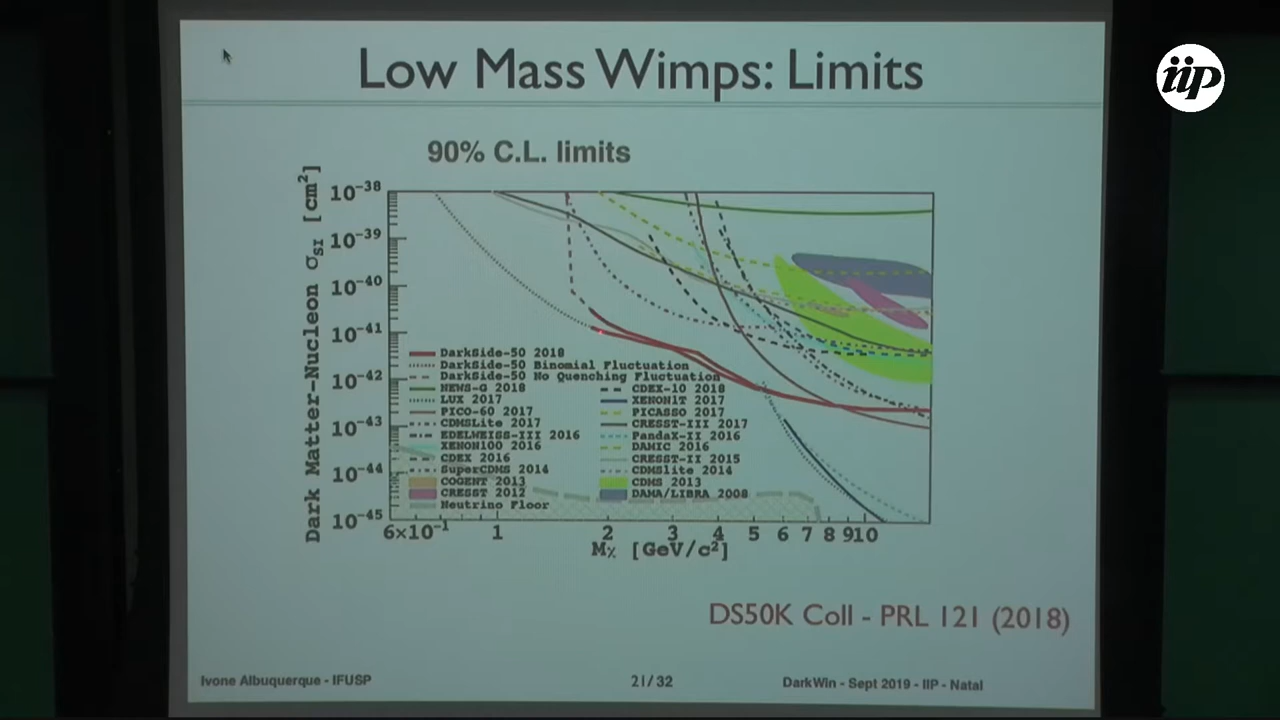 iip
Low Mass Wimps: Limits
90% C.L. limits
Dark Matter-Nucleon σSI [cm²]
10⁻³⁸
10⁻³⁹
10⁻⁴⁰
10⁻⁴¹
10⁻⁴²
10⁻⁴³
10⁻⁴⁴
10⁻⁴⁵
DarkSide-50 2018
DarkSide-50 Binomial Fluctuation
DarkSide-50 No Quenching Fluctuation
NEWS-G 2018 CDEX-10 2018
LUX 2017 XENON1T 2017
PICO-60 2017 PICASSO 2017
CDMSLite 2017 CRESST-III 2017
EDELWEISS-III 2016 PandaX-II 2016
XENON100 2016 DAMIC 2016
CDEX 2016 CRESST-II 2015
SuperCDMS 2014 CDMSlite 2014
COGENT 2013 CDMS 2013
CRESST 2012 DAMA/LIBRA 2008
Neutrino Floor
6×10⁻¹ 1 2 3 4 5 6 7 8 9 10
Mχ [GeV/c²]
DS50K Coll - PRL 121 (2018)
Ivone Albuquerque - IFUSP 21/32 DarkWin - Sept 2019 - IIP - Natal